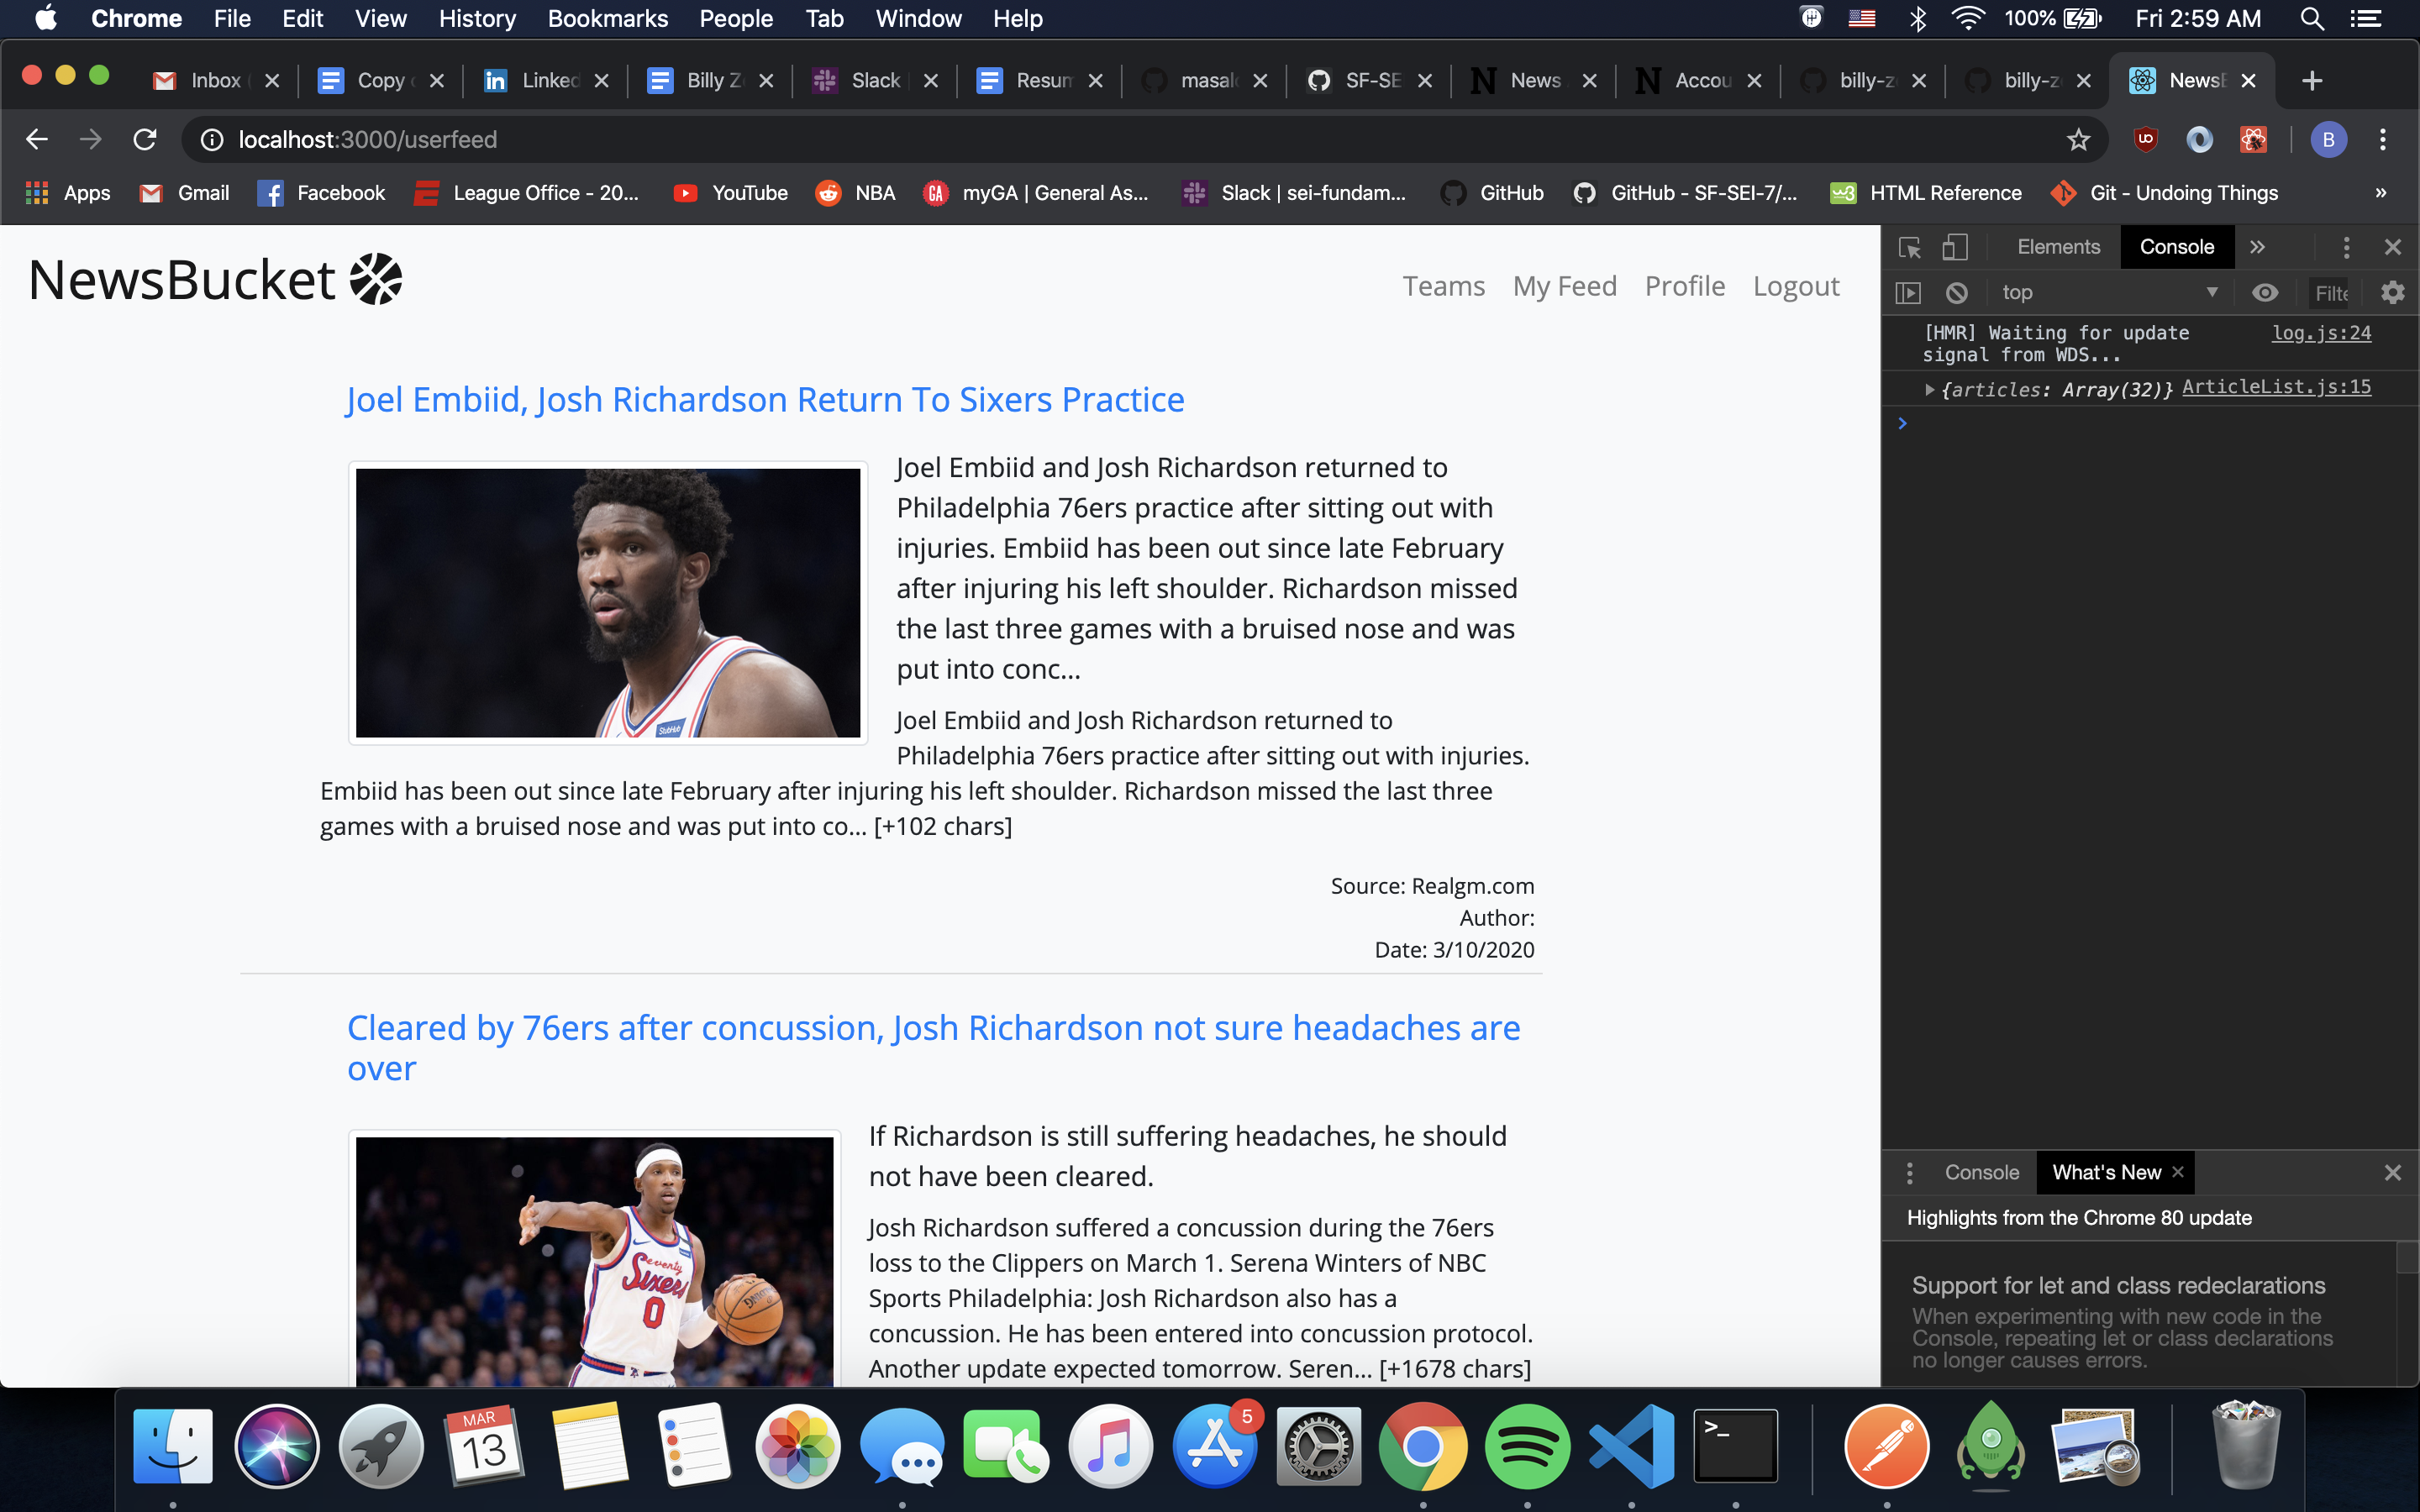 Chrome File Edit View History Bookmarks People Tab Window Help 100% Fri 2:59 AM
Inbox Copy Linked Billy Z Slack Resum masal SF-SE News Accou billy-z billy-z NewsB
localhost:3000/userfeed B
Apps Gmail Facebook League Office - 20... YouTube NBA myGA | General As... Slack | sei-fundam... GitHub GitHub - SF-SEI-7/... HTML Reference Git - Undoing Things »
NewsBucket
Teams My Feed Profile Logout
Joel Embiid, Josh Richardson Return To Sixers Practice
Joel Embiid and Josh Richardson returned to
Philadelphia 76ers practice after sitting out with
injuries. Embiid has been out since late February
after injuring his left shoulder. Richardson missed
the last three games with a bruised nose and was
put into conc...
Joel Embiid and Josh Richardson returned to
Philadelphia 76ers practice after sitting out with injuries.
Embiid has been out since late February after injuring his left shoulder. Richardson missed the last three
games with a bruised nose and was put into co... [+102 chars]
StubHub
Source: Realgm.com
Author:
Date: 3/10/2020
Cleared by 76ers after concussion, Josh Richardson not sure headaches are
over
If Richardson is still suffering headaches, he should
not have been cleared.
Josh Richardson suffered a concussion during the 76ers
loss to the Clippers on March 1. Serena Winters of NBC
Sports Philadelphia: Josh Richardson also has a
concussion. He has been entered into concussion protocol.
Another update expected tomorrow. Seren... [+1678 chars]
Seventy
Sixers
0
Elements Console »
top Filte
[HMR] Waiting for update log.js:24
signal from WDS...
{articles: Array(32)} ArticleList.js:15
Console What's New
Highlights from the Chrome 80 update
Support for let and class redeclarations
When experimenting with new code in the
Console, repeating let or class declarations
no longer causes errors.
MAR
13
5